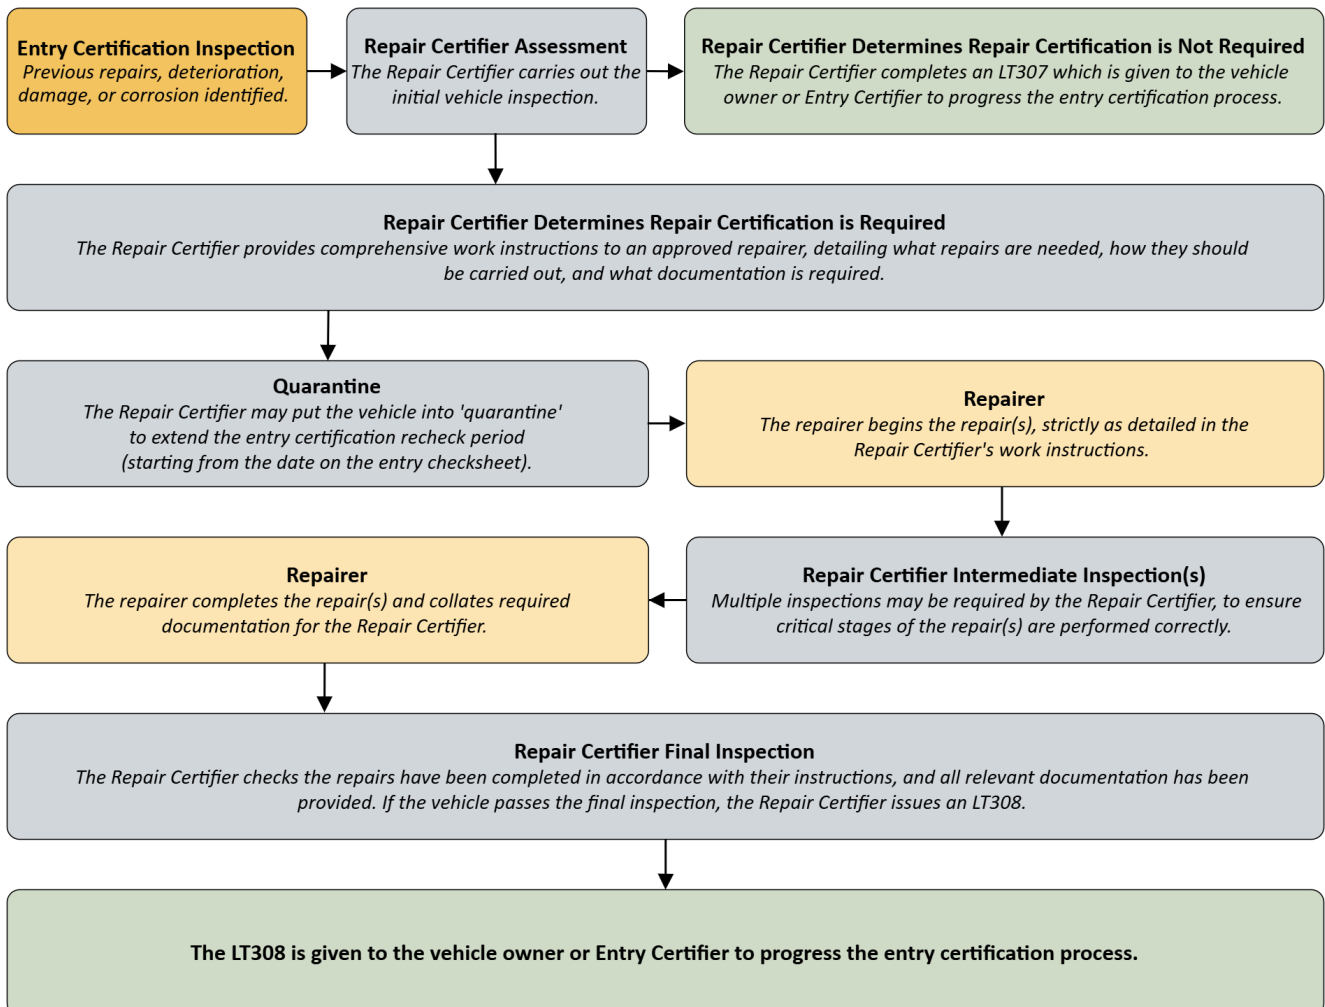 Entry Certification Inspection
Previous repairs, deterioration,
damage, or corrosion identified.
Repair Certifier Assessment
The Repair Certifier carries out the
initial vehicle inspection.
Repair Certifier Determines Repair Certification is Not Required
The Repair Certifier completes an LT307 which is given to the vehicle
owner or Entry Certifier to progress the entry certification process.
Repair Certifier Determines Repair Certification is Required
The Repair Certifier provides comprehensive work instructions to an approved repairer, detailing what repairs are needed, how they should
be carried out, and what documentation is required.
Quarantine
The Repair Certifier may put the vehicle into 'quarantine'
to extend the entry certification recheck period
(starting from the date on the entry checksheet).
Repairer
The repairer begins the repair(s), strictly as detailed in the
Repair Certifier's work instructions.
Repair Certifier Intermediate Inspection(s)
Multiple inspections may be required by the Repair Certifier, to ensure
critical stages of the repair(s) are performed correctly.
Repairer
The repairer completes the repair(s) and collates required
documentation for the Repair Certifier.
Repair Certifier Final Inspection
The Repair Certifier checks the repairs have been completed in accordance with their instructions, and all relevant documentation has been
provided. If the vehicle passes the final inspection, the Repair Certifier issues an LT308.
The LT308 is given to the vehicle owner or Entry Certifier to progress the entry certification process.